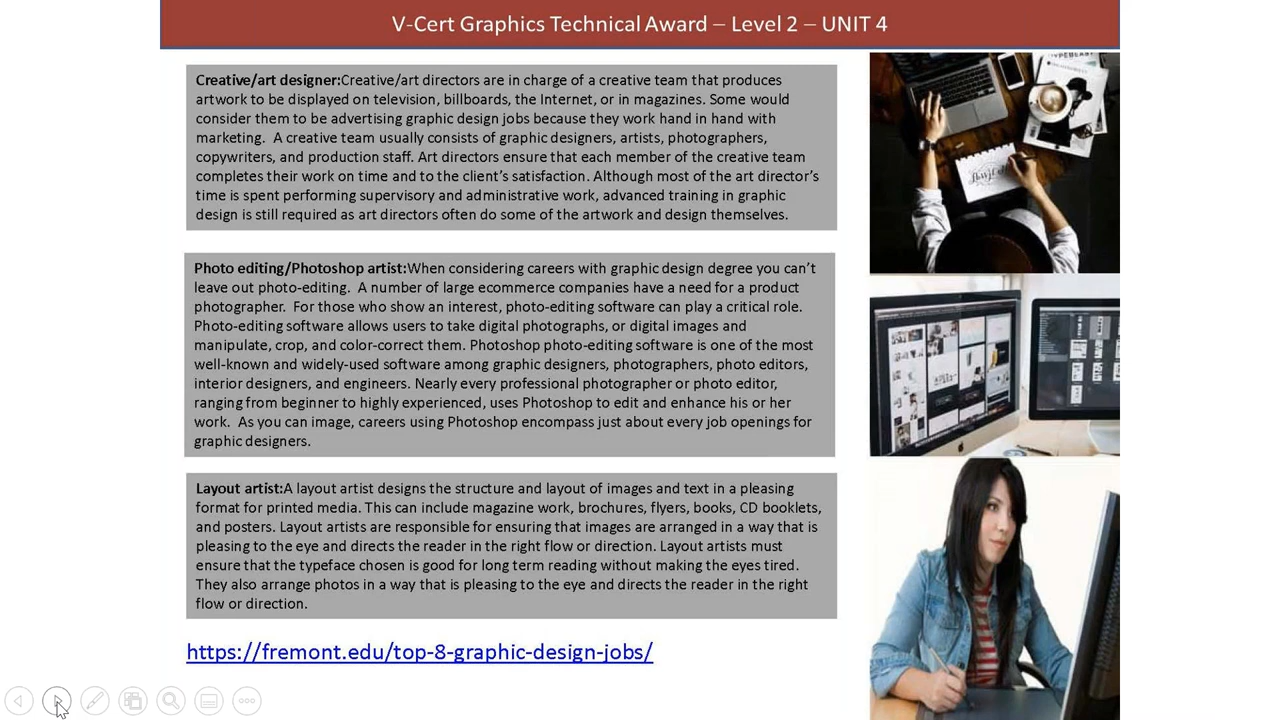 V-Cert Graphics Technical Award – Level 2 – UNIT 4
Creative/art designer:Creative/art directors are in charge of a creative team that produces
artwork to be displayed on television, billboards, the Internet, or in magazines. Some would
consider them to be advertising graphic design jobs because they work hand in hand with
marketing.  A creative team usually consists of graphic designers, artists, photographers,
copywriters, and production staff. Art directors ensure that each member of the creative team
completes their work on time and to the client's satisfaction. Although most of the art director's
time is spent performing supervisory and administrative work, advanced training in graphic
design is still required as art directors often do some of the artwork and design themselves.
Photo editing/Photoshop artist:When considering careers with graphic design degree you can't
leave out photo-editing.  A number of large ecommerce companies have a need for a product
photographer.  For those who show an interest, photo-editing software can play a critical role.
Photo-editing software allows users to take digital photographs, or digital images and
manipulate, crop, and color-correct them. Photoshop photo-editing software is one of the most
well-known and widely-used software among graphic designers, photographers, photo editors,
interior designers, and engineers. Nearly every professional photographer or photo editor,
ranging from beginner to highly experienced, uses Photoshop to edit and enhance his or her
work.  As you can image, careers using Photoshop encompass just about every job openings for
graphic designers.
Layout artist:A layout artist designs the structure and layout of images and text in a pleasing
format for printed media. This can include magazine work, brochures, flyers, books, CD booklets,
and posters. Layout artists are responsible for ensuring that images are arranged in a way that is
pleasing to the eye and directs the reader in the right flow or direction. Layout artists must
ensure that the typeface chosen is good for long term reading without making the eyes tired.
They also arrange photos in a way that is pleasing to the eye and directs the reader in the right
flow or direction.
https://fremont.edu/top-8-graphic-design-jobs/